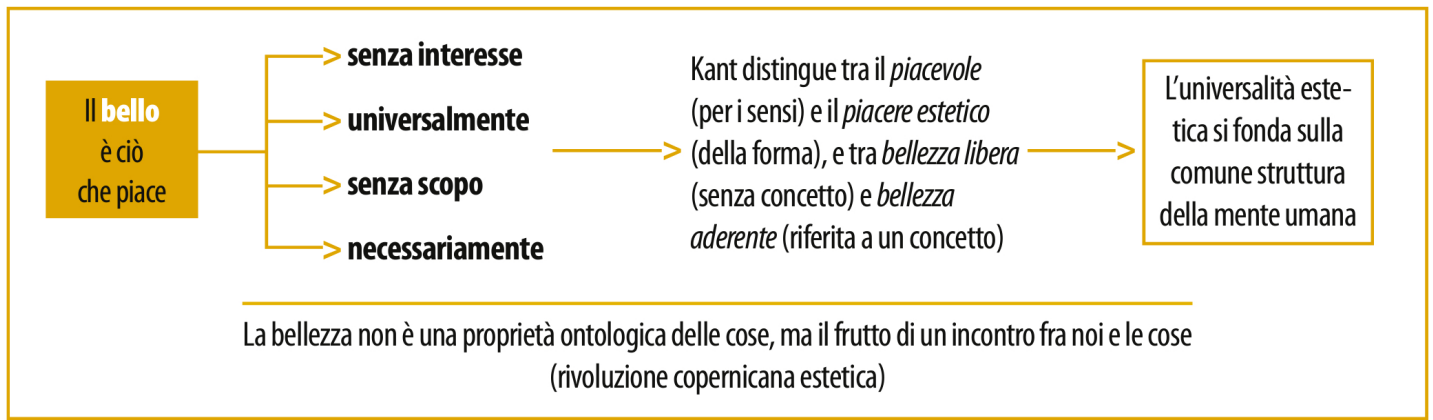 Il bello
è ciò
che piace
senza interesse
universalmente
senza scopo
necessariamente
Kant distingue tra il piacevole
(per i sensi) e il piacere estetico
(della forma), e tra bellezza libera
(senza concetto) e bellezza
aderente (riferita a un concetto)
L’universalità este-
tica si fonda sulla
comune struttura
della mente umana
La bellezza non è una proprietà ontologica delle cose, ma il frutto di un incontro fra noi e le cose
(rivoluzione copernicana estetica)